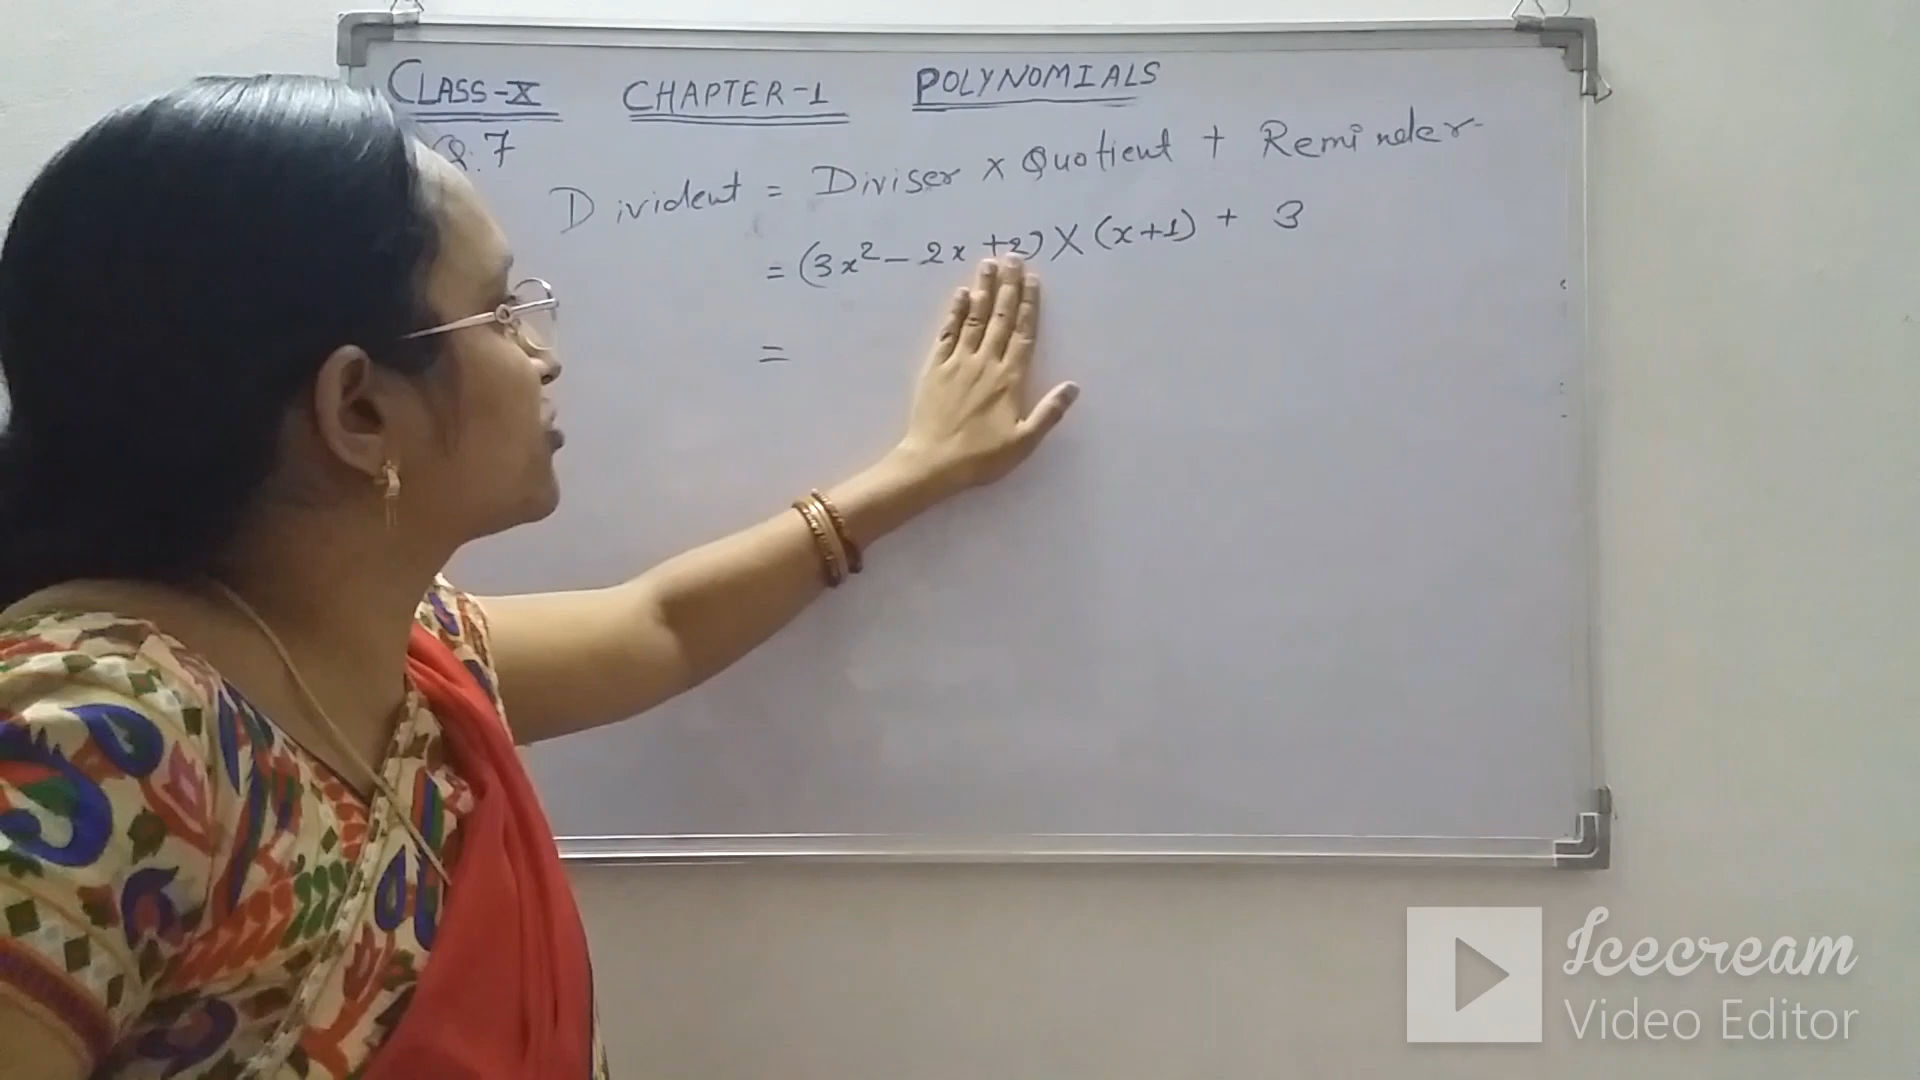 CLASS-X CHAPTER-1 POLYNOMIALS
Q.7
Divident = Diviser × Quotient + Reminder
= (3x² - 2x + 2) × (x+1) + 3
=
Icecream
Video Editor